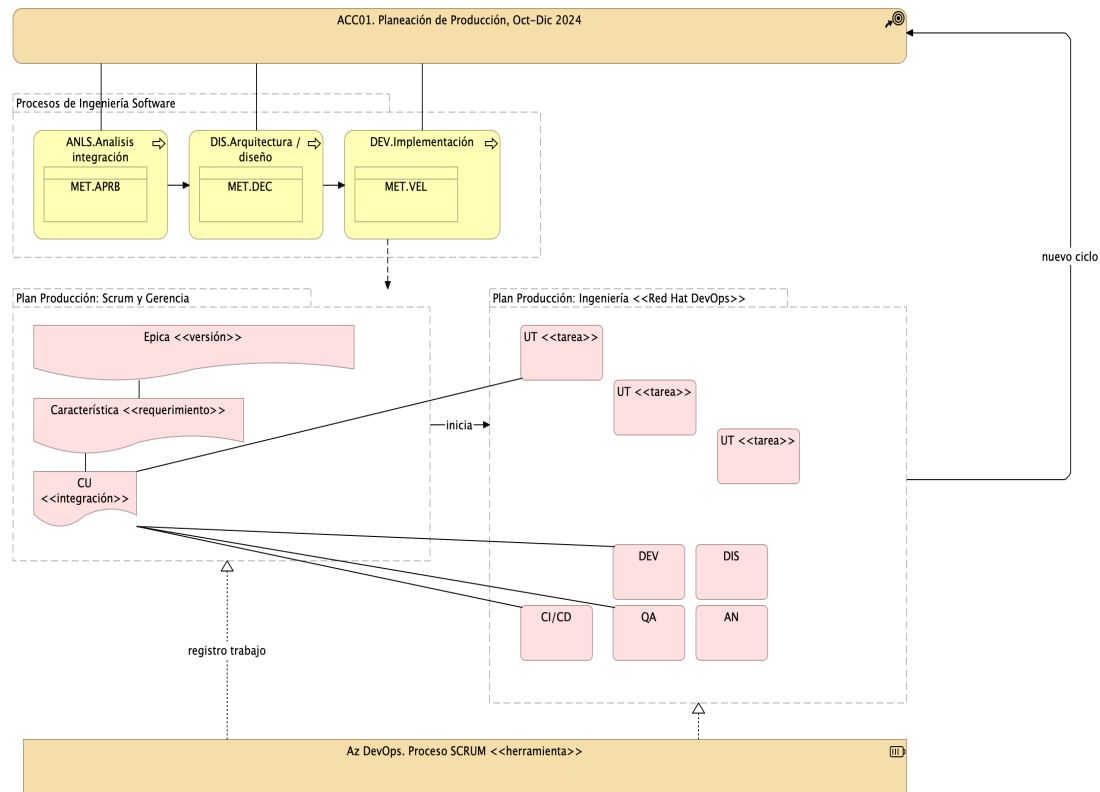 ACC01. Planeación de Producción, Oct-Dic 2024
Procesos de Ingeniería Software
ANLS.Analisis
integración
MET.APRB
DIS.Arquitectura /
diseño
MET.DEC
DEV.Implementación
MET.VEL
nuevo ciclo
Plan Producción: Scrum y Gerencia
Epica <<versión>>
Característica <<requerimiento>>
CU
<<integración>>
inicia
Plan Producción: Ingeniería <<Red Hat DevOps>>
UT <<tarea>>
UT <<tarea>>
UT <<tarea>>
DEV
DIS
CI/CD
QA
AN
registro trabajo
Az DevOps. Proceso SCRUM <<herramienta>>